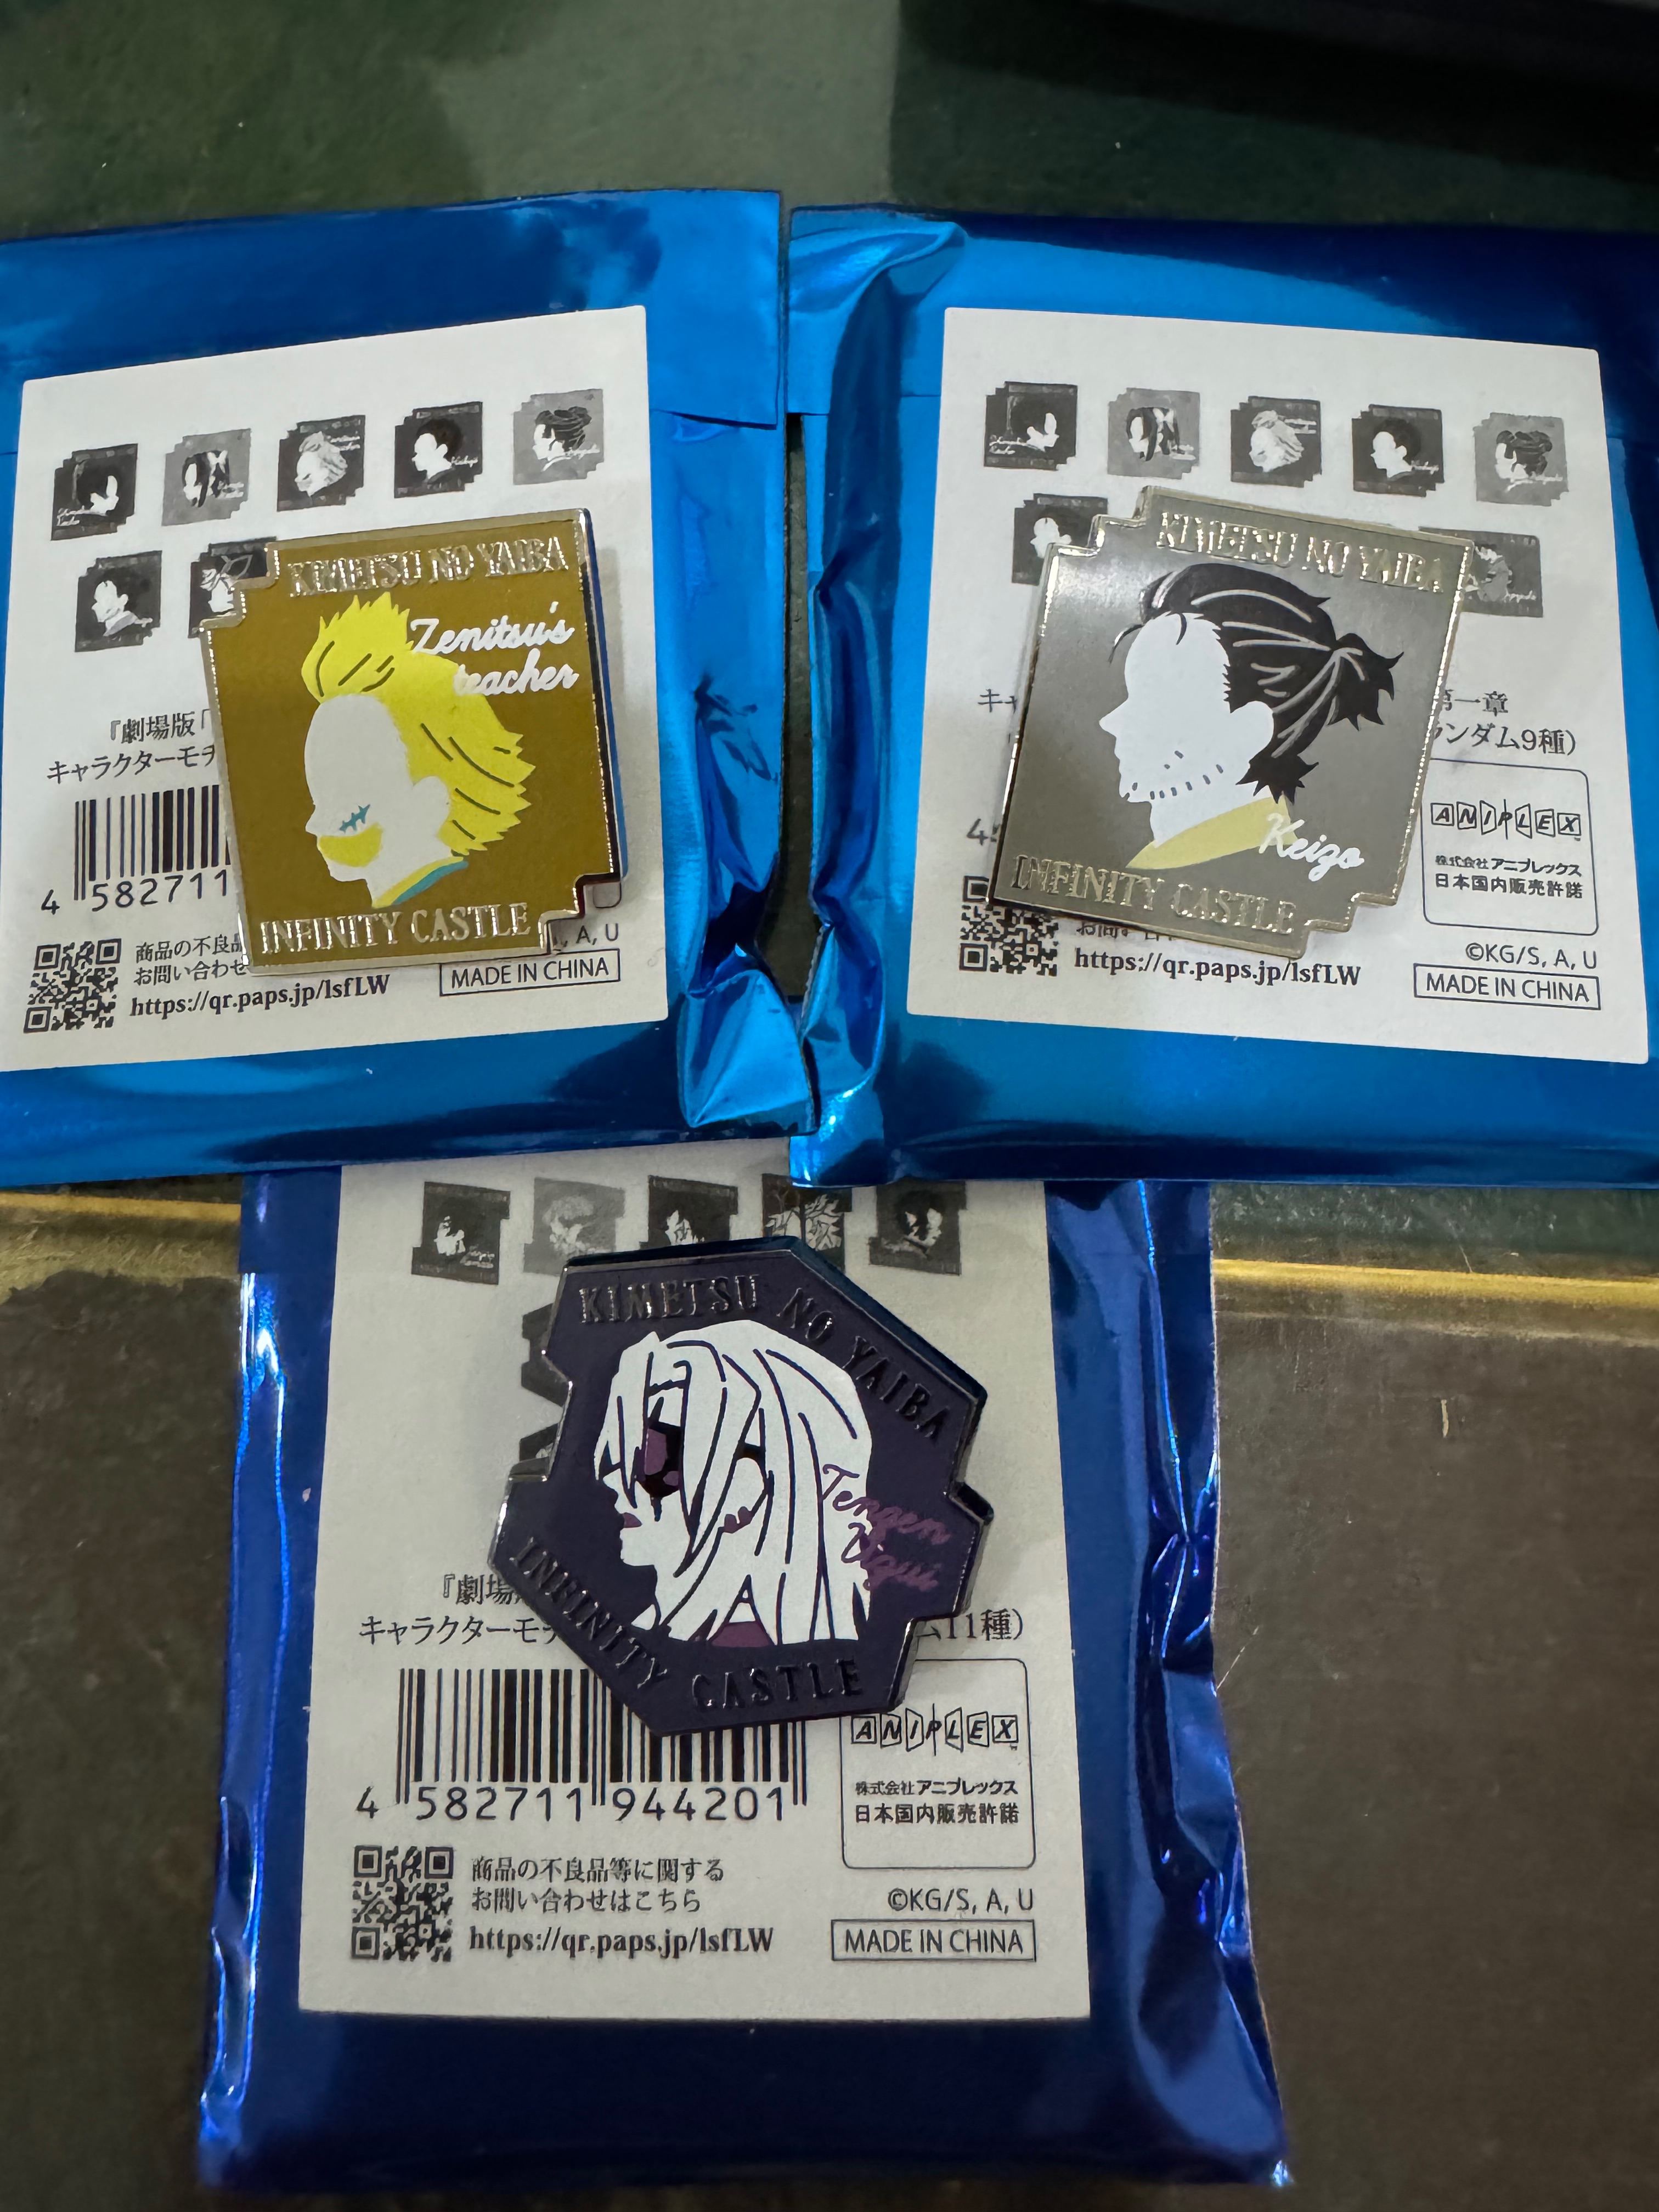 KIMETSU NO YAIBA
Zenitsu's
teacher
INFINITY CASTLE
『劇場版「
キャラクターモチ
4 582711
商品の不良
お問い合わせ
https://qr.paps.jp/lsfLW
, A, U
MADE IN CHINA
KIMETSU NO YAIBA
Keizo
INFINITY CASTLE
第一章
キャ
ンダム9種)
ANIPLEX
株式会社アニプレックス
日本国内販売許諾
©KG/S, A, U
https://qr.paps.jp/lsfLW
MADE IN CHINA
KIMETSU NO YAIBA
Tengen
Uzui
INFINITY CASTLE
『劇場
キャラクターモチ
ム11種)
4 582711 944201
ANIPLEX
株式会社アニプレックス
日本国内販売許諾
商品の不良品等に関する
お問い合わせはこちら
https://qr.paps.jp/lsfLW
©KG/S, A, U
MADE IN CHINA